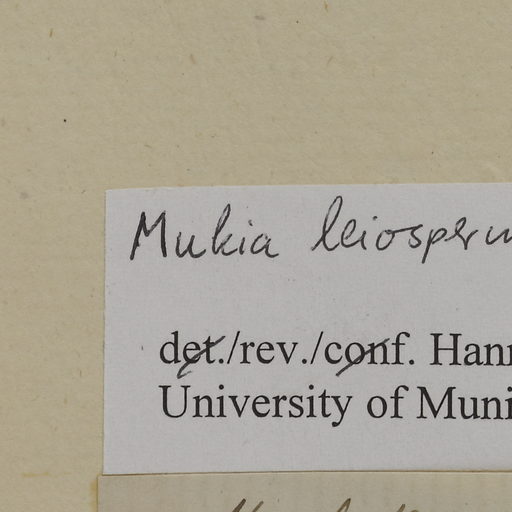 Mukia leiosperm
det./rev./conf. Hann
University of Muni